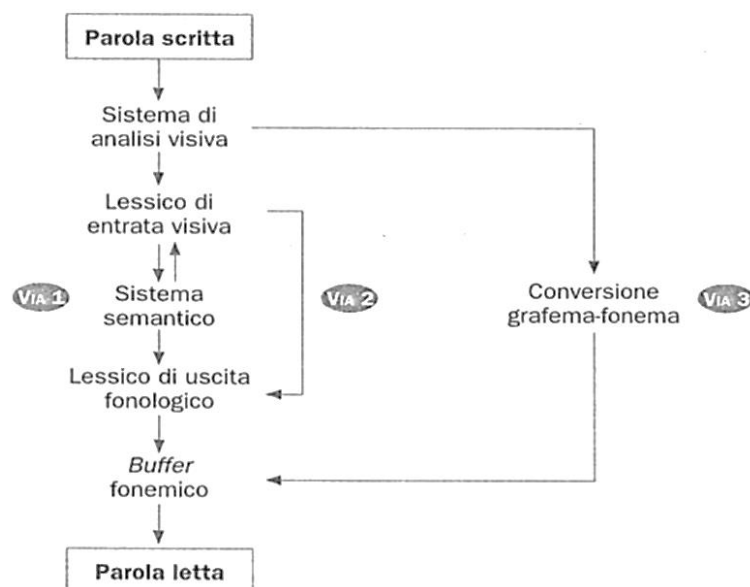 Parola scritta
Sistema di
analisi visiva
Lessico di
entrata visiva
VIA 1
Sistema
semantico
VIA 2
Conversione
grafema-fonema
VIA 3
Lessico di uscita
fonologico
Buffer
fonemico
Parola letta